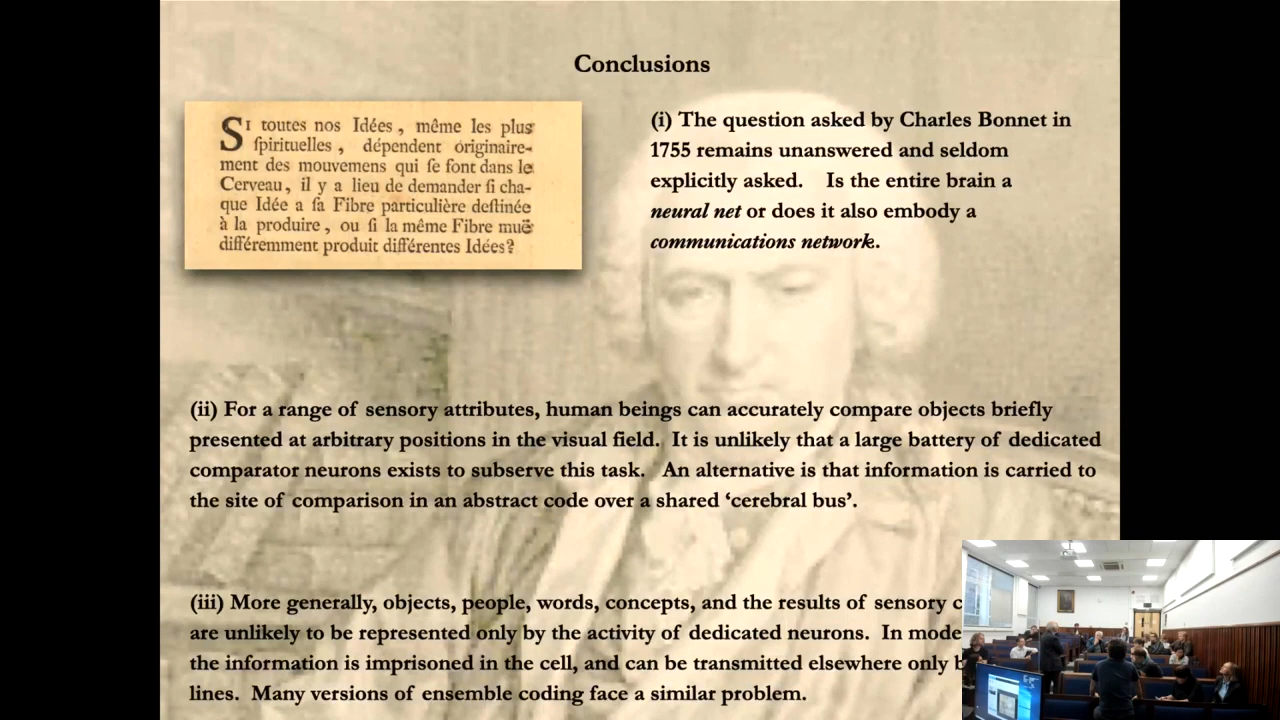 Conclusions
SI toutes nos Idées, même les plus
ſpirituelles, dépendent originaire-
ment des mouvemens qui ſe font dans le
Cerveau, il y a lieu de demander ſi cha-
que Idée a ſa Fibre particulière deſtinée
à la produire, ou ſi la même Fibre muë
différemment produit différentes Idées?
(i) The question asked by Charles Bonnet in
1755 remains unanswered and seldom
explicitly asked. Is the entire brain a
neural net or does it also embody a
communications network.
(ii) For a range of sensory attributes, human beings can accurately compare objects briefly
presented at arbitrary positions in the visual field. It is unlikely that a large battery of dedicated
comparator neurons exists to subserve this task. An alternative is that information is carried to
the site of comparison in an abstract code over a shared ‘cerebral bus’.
(iii) More generally, objects, people, words, concepts, and the results of sensory c
are unlikely to be represented only by the activity of dedicated neurons. In mode
the information is imprisoned in the cell, and can be transmitted elsewhere only b
lines. Many versions of ensemble coding face a similar problem.